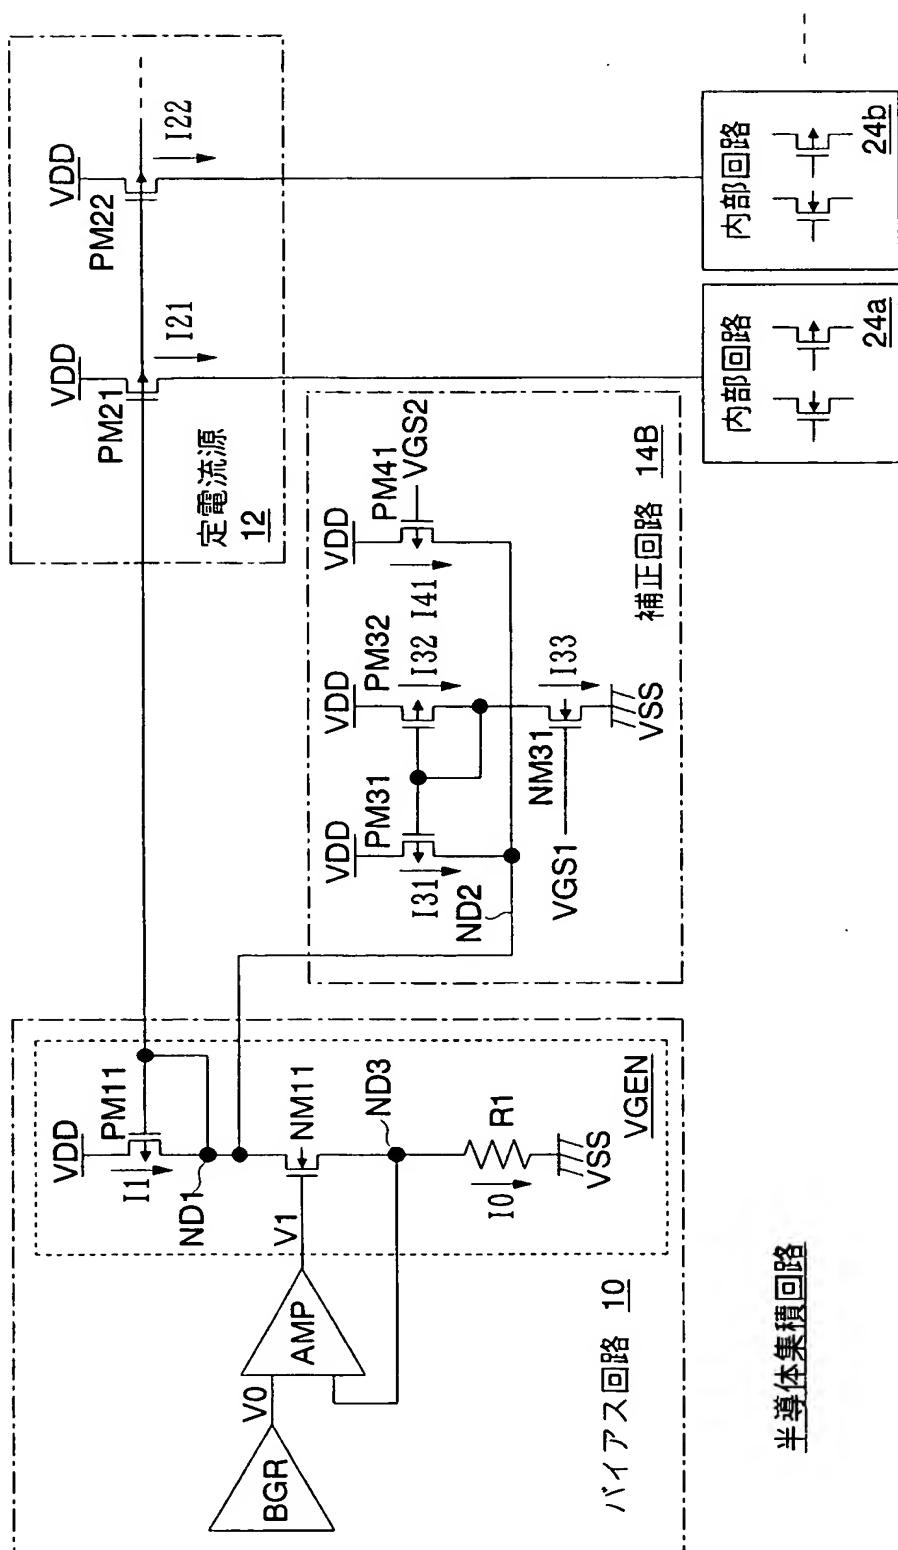 半導体集積回路
バイアス回路 10
BGR
V0
AMP
V1
VDD
PM11
I1
ND1
NM11
ND3
R1
I0
VSS
VGEN
定電流源
12
VDD
PM21
I21
VDD
PM22
I22
補正回路 14B
VDD
PM31
I31
ND2
VDD
PM32
I32
VDD
PM41
VGS2
I41
VGS1
NM31
I33
VSS
内部回路
24a
内部回路
24b